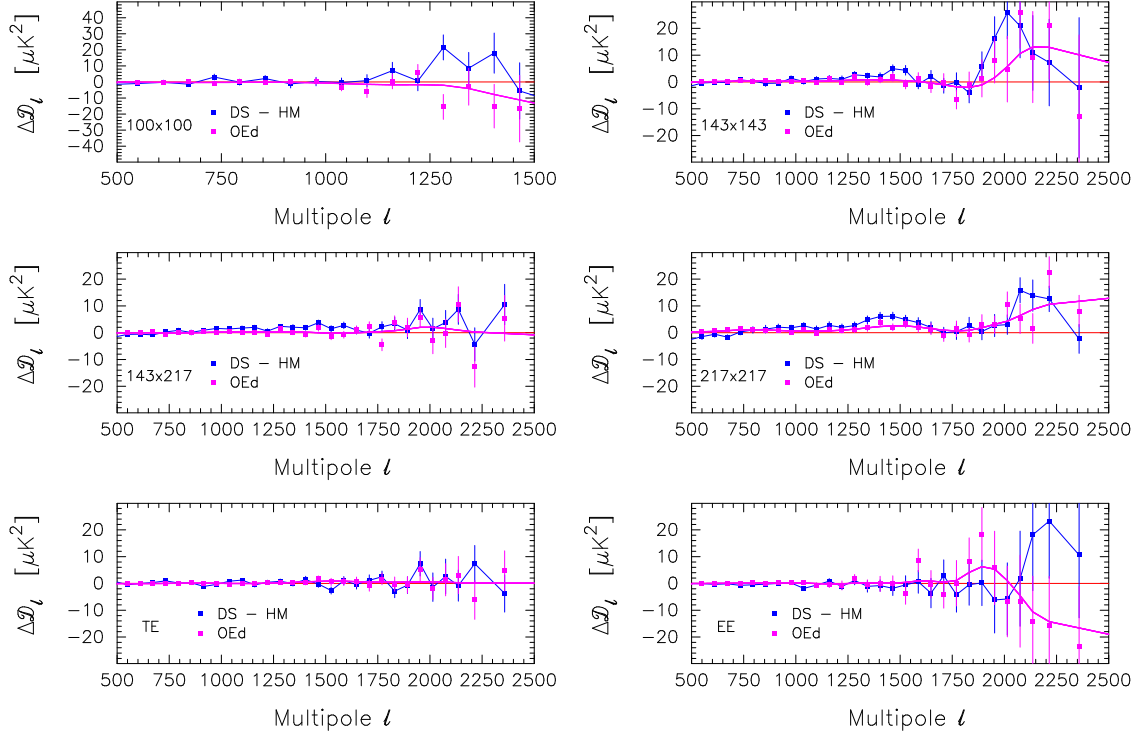 ΔD_ℓ [μK²]
40
30
20
10
0
−10
−20
−30
−40
100x100
DS − HM
OEd
500 750 1000 1250 1500
Multipole ℓ
ΔD_ℓ [μK²]
20
10
0
−10
−20
143x143
DS − HM
OEd
500 750 1000 1250 1500 1750 2000 2250 2500
Multipole ℓ
ΔD_ℓ [μK²]
20
10
0
−10
−20
143x217
DS − HM
OEd
500 750 1000 1250 1500 1750 2000 2250 2500
Multipole ℓ
ΔD_ℓ [μK²]
20
10
0
−10
−20
217x217
DS − HM
OEd
500 750 1000 1250 1500 1750 2000 2250 2500
Multipole ℓ
ΔD_ℓ [μK²]
20
10
0
−10
−20
TE
DS − HM
OEd
500 750 1000 1250 1500 1750 2000 2250 2500
Multipole ℓ
ΔD_ℓ [μK²]
20
10
0
−10
−20
EE
DS − HM
OEd
500 750 1000 1250 1500 1750 2000 2250 2500
Multipole ℓ